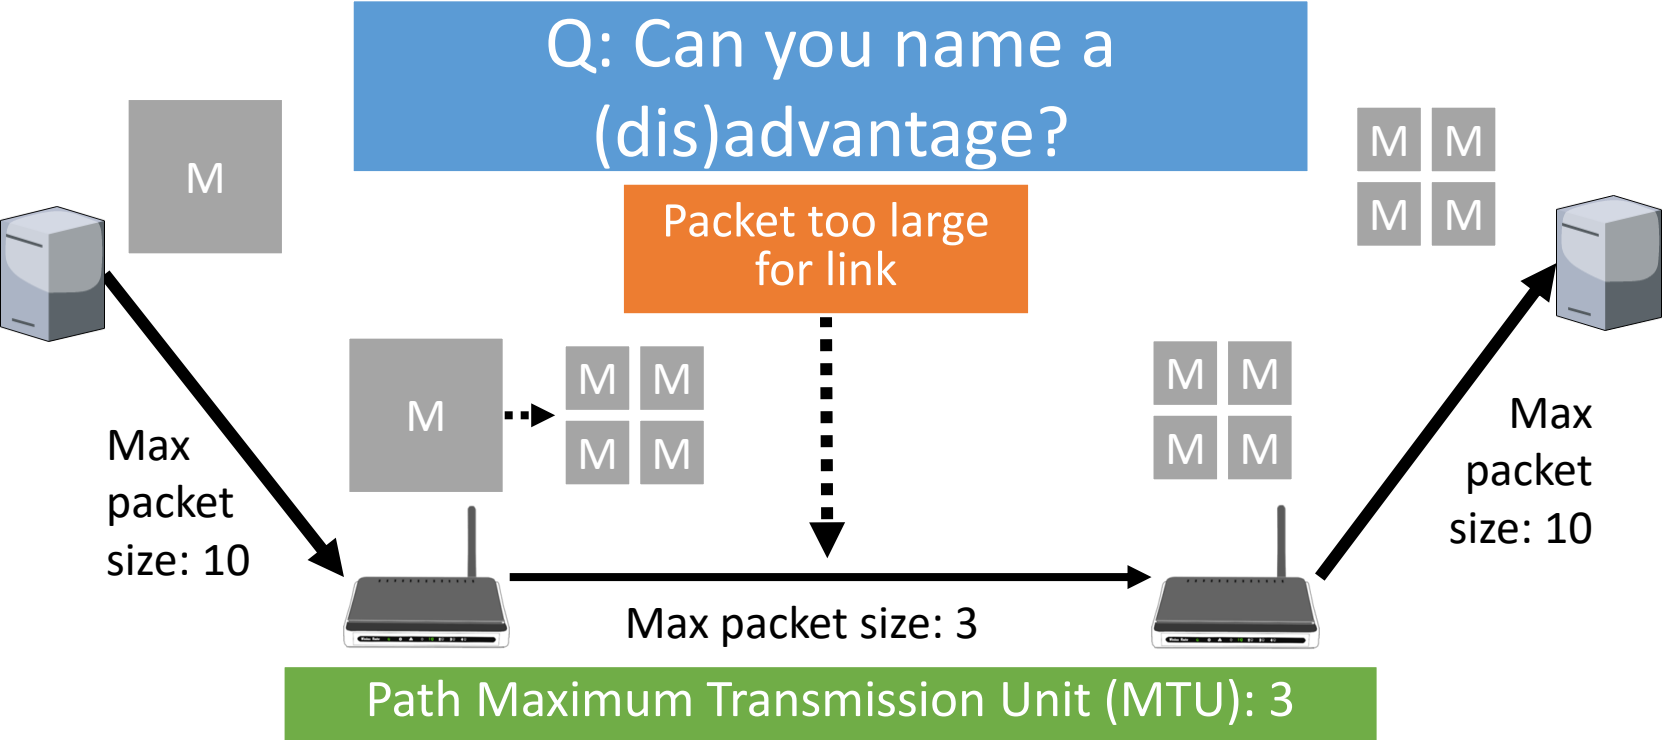 Q: Can you name a
(dis)advantage?
M
M M
M M
Packet too large
for link
M
M M
M M
M M
M M
Max
packet
size: 10
Max
packet
size: 10
Max packet size: 3
Path Maximum Transmission Unit (MTU): 3